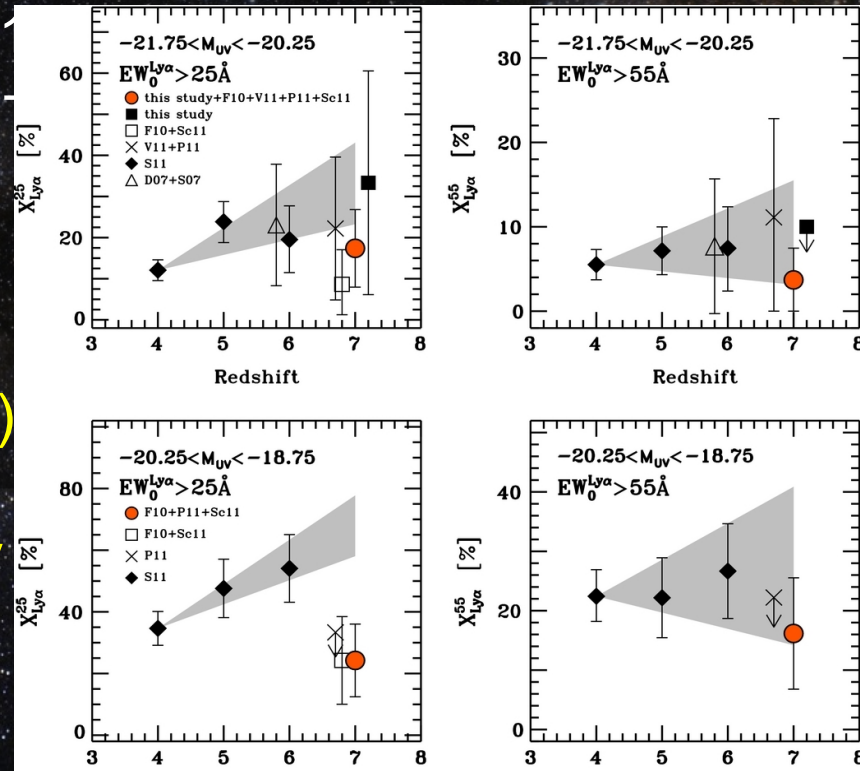 -21.75<M_UV<-20.25
EW_0^Lyα>25Å
this study+F10+V11+P11+Sc11
this study
F10+Sc11
V11+P11
S11
D07+S07
X^25_Lyα [%]
60
40
20
0
3 4 5 6 7 8
Redshift
-21.75<M_UV<-20.25
EW_0^Lyα>55Å
X^55_Lyα [%]
30
20
10
0
3 4 5 6 7 8
Redshift
-20.25<M_UV<-18.75
EW_0^Lyα>25Å
F10+P11+Sc11
F10+Sc11
P11
S11
X^25_Lyα [%]
80
40
0
3 4 5 6 7 8
-20.25<M_UV<-18.75
EW_0^Lyα>55Å
X^55_Lyα [%]
40
20
0
3 4 5 6 7 8
)